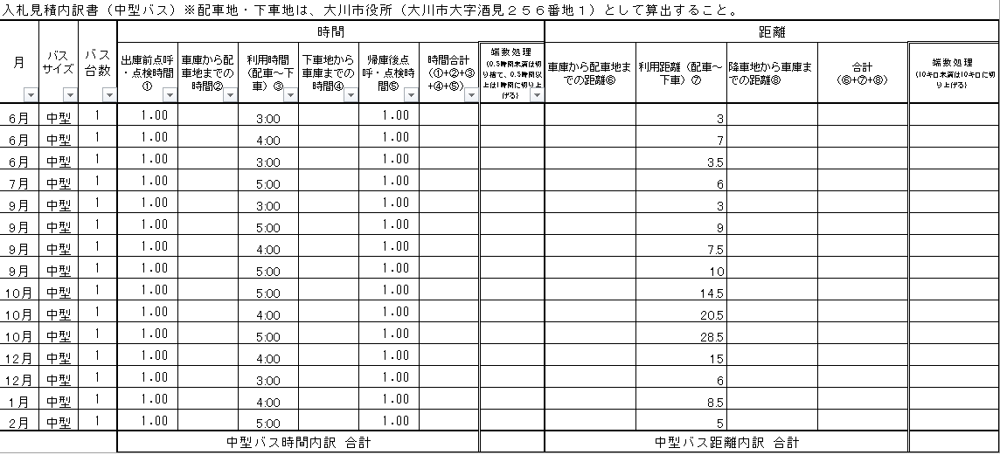 入札見積内訳書（中型バス）※配車地・下車地は、大川市役所（大川市大字酒見２５６番地１）として算出すること。
時間 距離
月 バスサイズ バス台数 出庫前点呼・点検時間① 車庫から配車地までの時間② 利用時間（配車～下車）③ 下車地から車庫までの時間④ 帰庫後点呼・点検時間⑤ 時間合計（①+②+③+④+⑤） 端数処理（0.5時間未満は切り捨て、0.5時間以上は1時間に切り上げる） 車庫から配車地までの距離⑥ 利用距離（配車～下車）⑦ 降車地から車庫までの距離⑧ 合計（⑥+⑦+⑧） 端数処理（10キロ未満は10キロに切り上げる）
6月 中型 1 1.00 3:00 1.00 3
6月 中型 1 1.00 4:00 1.00 7
6月 中型 1 1.00 3:00 1.00 3.5
7月 中型 1 1.00 5:00 1.00 6
9月 中型 1 1.00 3:00 1.00 3
9月 中型 1 1.00 5:00 1.00 9
9月 中型 1 1.00 4:00 1.00 7.5
9月 中型 1 1.00 5:00 1.00 10
10月 中型 1 1.00 5:00 1.00 14.5
10月 中型 1 1.00 4:00 1.00 20.5
10月 中型 1 1.00 5:00 1.00 28.5
12月 中型 1 1.00 4:00 1.00 15
12月 中型 1 1.00 3:00 1.00 6
1月 中型 1 1.00 4:00 1.00 8.5
2月 中型 1 1.00 5:00 1.00 5
中型バス時間内訳 合計 中型バス距離内訳 合計